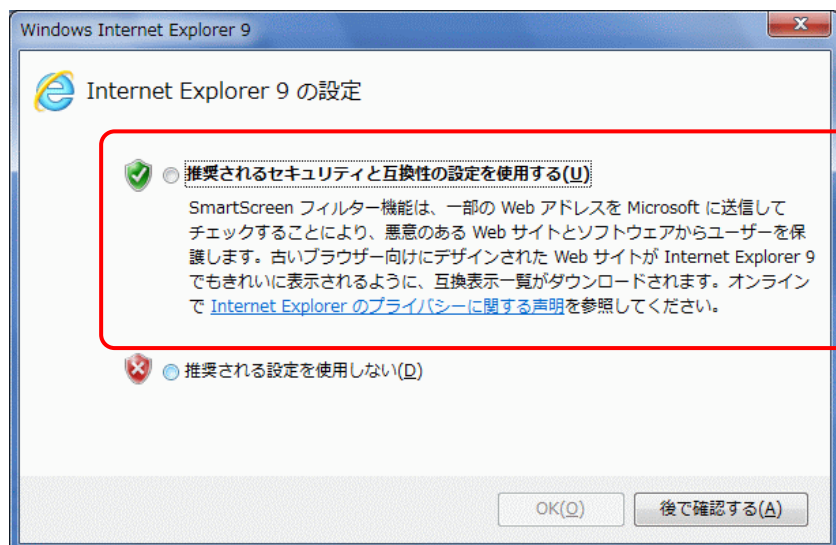 Windows Internet Explorer 9
Internet Explorer 9 の設定
推奨されるセキュリティと互換性の設定を使用する(U)
SmartScreen フィルター機能は、一部の Web アドレスを Microsoft に送信して
チェックすることにより、悪意のある Web サイトとソフトウェアからユーザーを保
護します。古いブラウザー向けにデザインされた Web サイトが Internet Explorer 9
でもきれいに表示されるように、互換表示一覧がダウンロードされます。オンライン
で Internet Explorer のプライバシーに関する声明を参照してください。
推奨される設定を使用しない(D)
OK(O)
後で確認する(A)